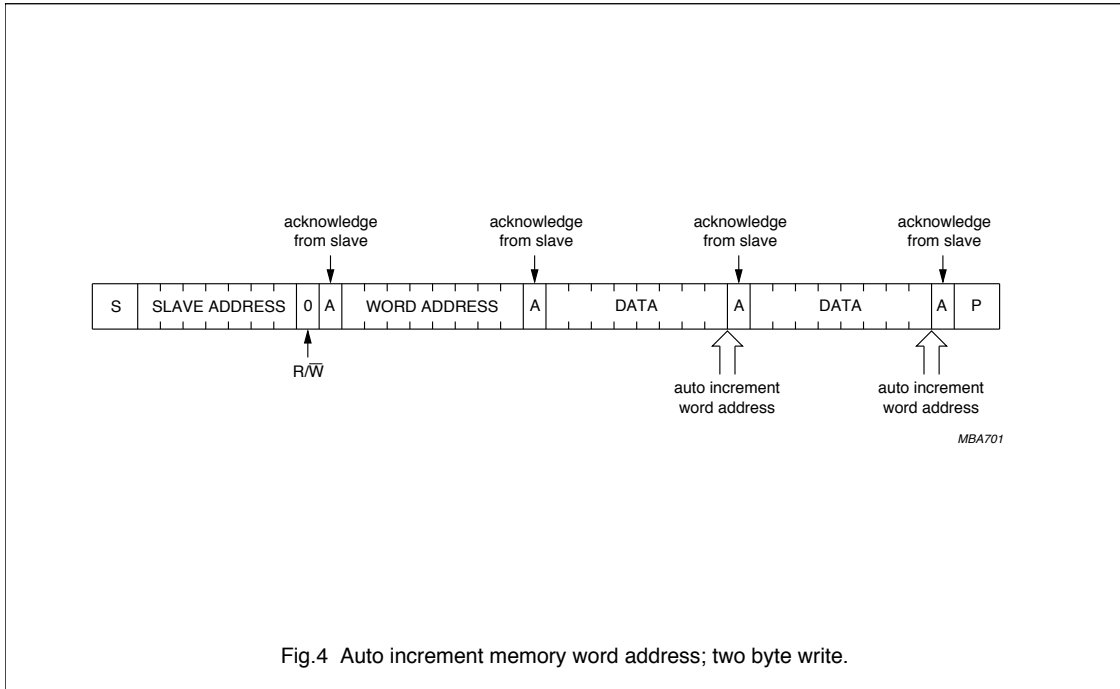 acknowledge
from slave
acknowledge
from slave
acknowledge
from slave
acknowledge
from slave
S SLAVE ADDRESS 0 A WORD ADDRESS A DATA A DATA A P
R/W̅
auto increment
word address
auto increment
word address
MBA701
Fig.4 Auto increment memory word address; two byte write.